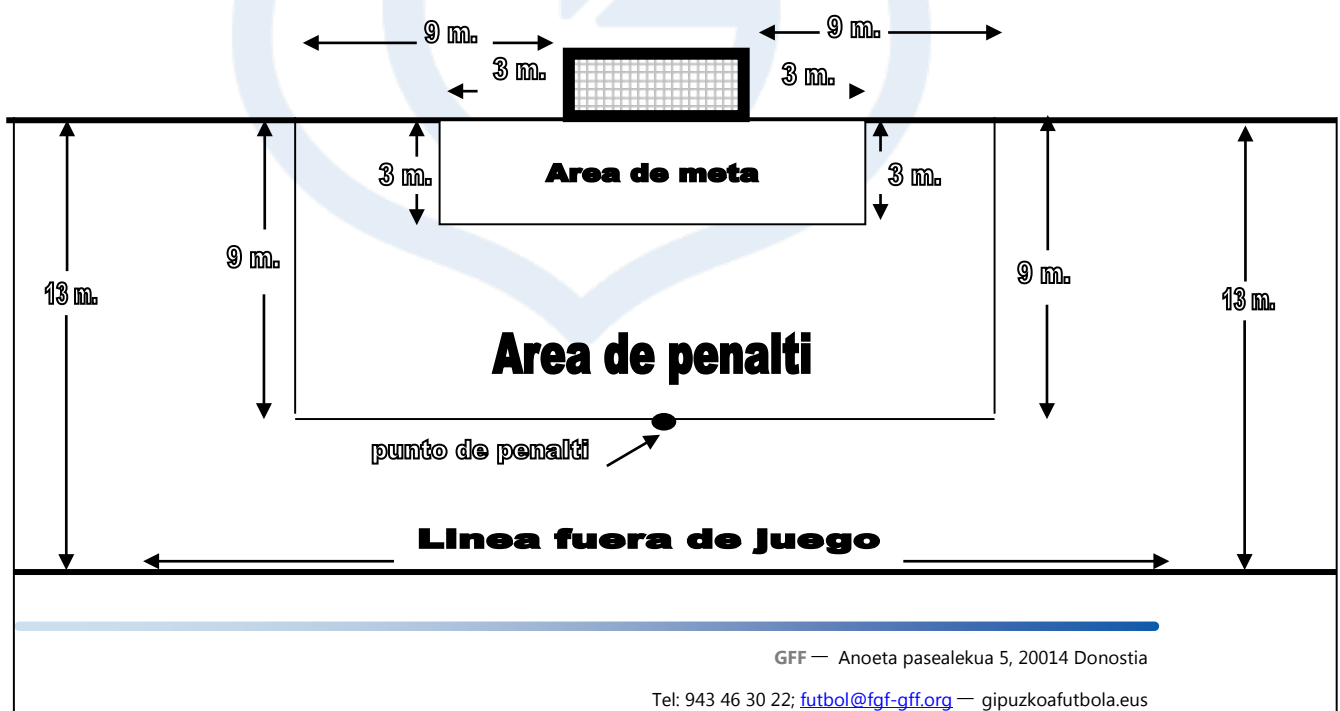 9 m.
9 m.
3 m.
3 m.
3 m.
Area de meta
3 m.
9 m.
9 m.
13 m.
13 m.
Area de penalti
punto de penalti
Linea fuera de juego
GFF — Anoeta pasealekua 5, 20014 Donostia
Tel: 943 46 30 22; futbol@fgf-gff.org — gipuzkoafutbola.eus